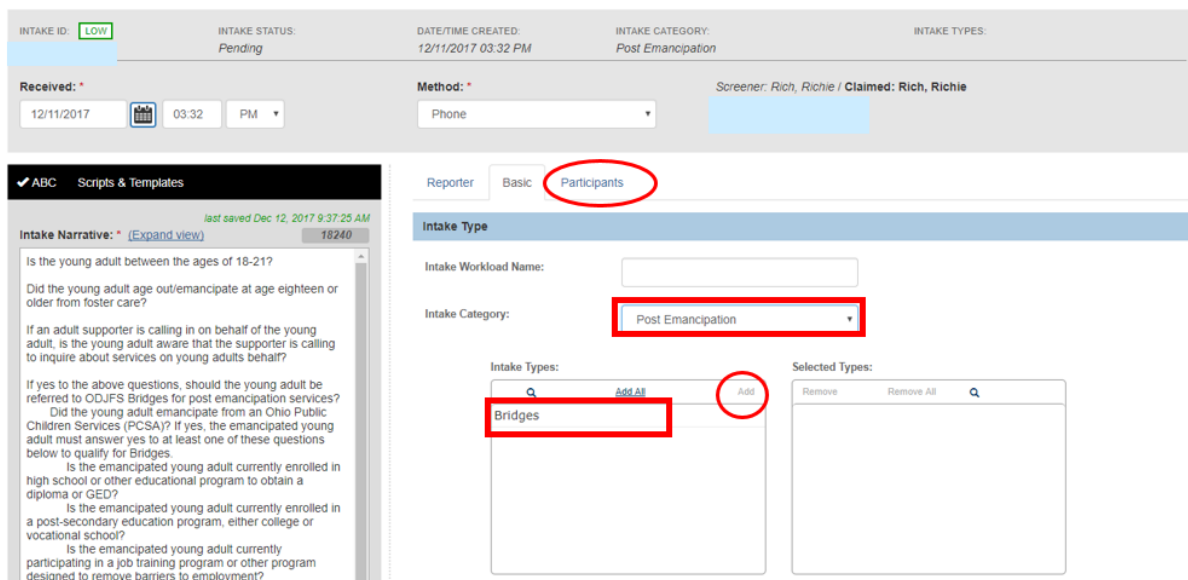 INTAKE ID: LOW
INTAKE STATUS:
DATE/TIME CREATED:
INTAKE CATEGORY:
INTAKE TYPES:
Pending
12/11/2017 03:32 PM
Post Emancipation
Received: *
Method: *
Screener: Rich, Richie / Claimed: Rich, Richie
12/11/2017
03:32
PM
Phone
ABC
Scripts & Templates
last saved Dec 12, 2017 9:37:25 AM
Intake Narrative: * (Expand view)
18240
Is the young adult between the ages of 18-21?
Did the young adult age out/emancipate at age eighteen or
older from foster care?
If an adult supporter is calling in on behalf of the young
adult, is the young adult aware that the supporter is calling
to inquire about services on young adults behalf?
If yes to the above questions, should the young adult be
referred to ODJFS Bridges for post emancipation services?
Did the young adult emancipate from an Ohio Public
Children Services (PCSA)? If yes, the emancipated young
adult must answer yes to at least one of these questions
below to qualify for Bridges.
Is the emancipated young adult currently enrolled in
high school or other educational program to obtain a
diploma or GED?
Is the emancipated young adult currently enrolled in
a post-secondary education program, either college or
vocational school?
Is the emancipated young adult currently
participating in a job training program or other program
designed to remove barriers to employment?
Reporter
Basic
Participants
Intake Type
Intake Workload Name:
Intake Category:
Post Emancipation
Intake Types:
Add All
Add
Bridges
Selected Types:
Remove
Remove All